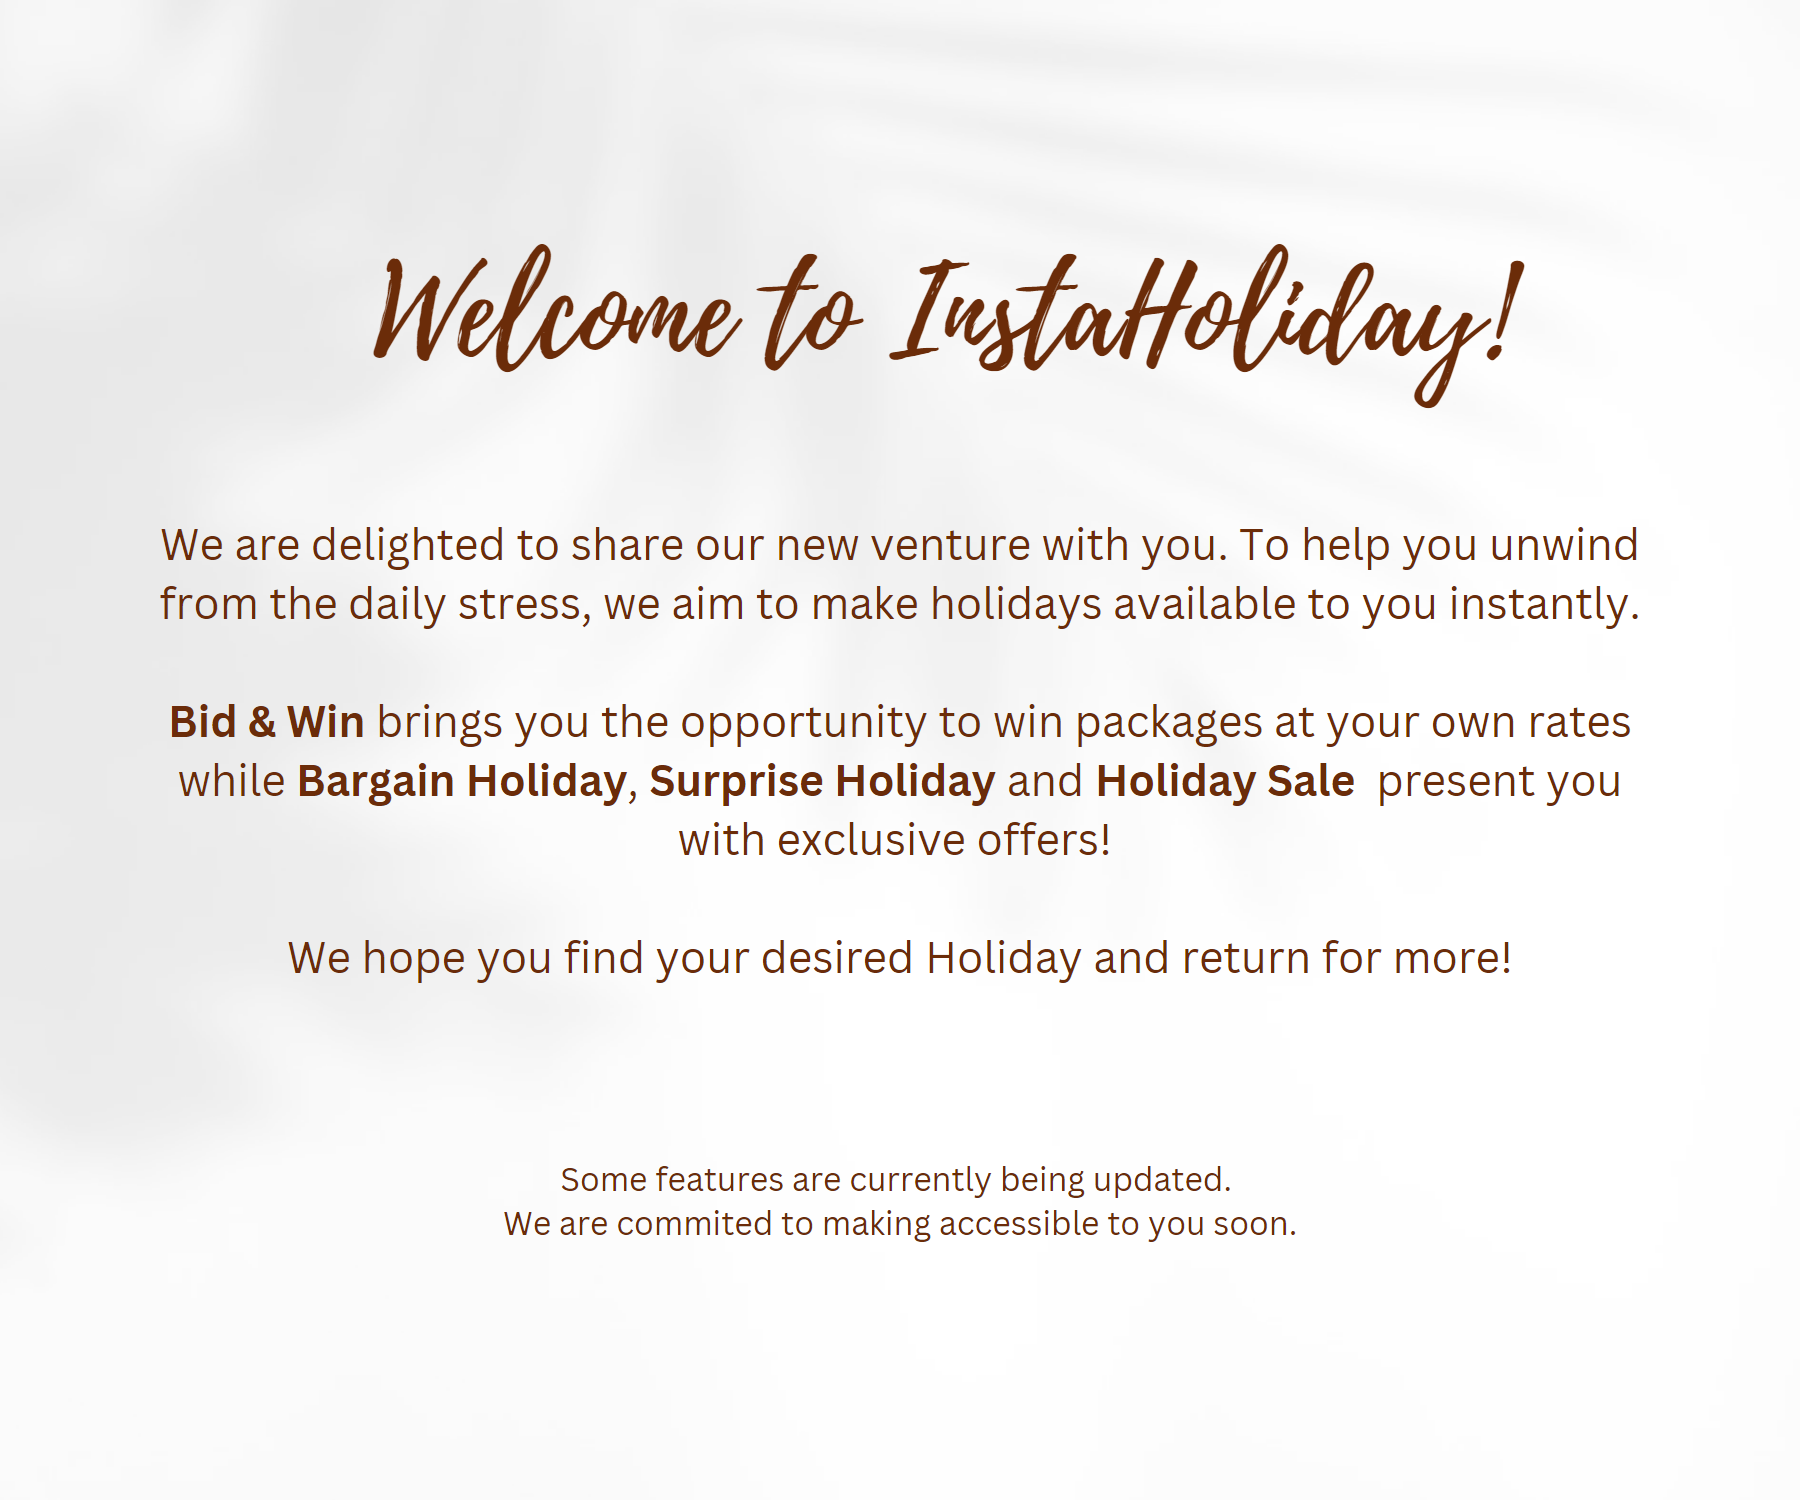 Welcome to InstaHoliday!
We are delighted to share our new venture with you. To help you unwind
from the daily stress, we aim to make holidays available to you instantly.
Bid & Win brings you the opportunity to win packages at your own rates
while Bargain Holiday, Surprise Holiday and Holiday Sale  present you
with exclusive offers!
We hope you find your desired Holiday and return for more!
Some features are currently being updated.
We are commited to making accessible to you soon.